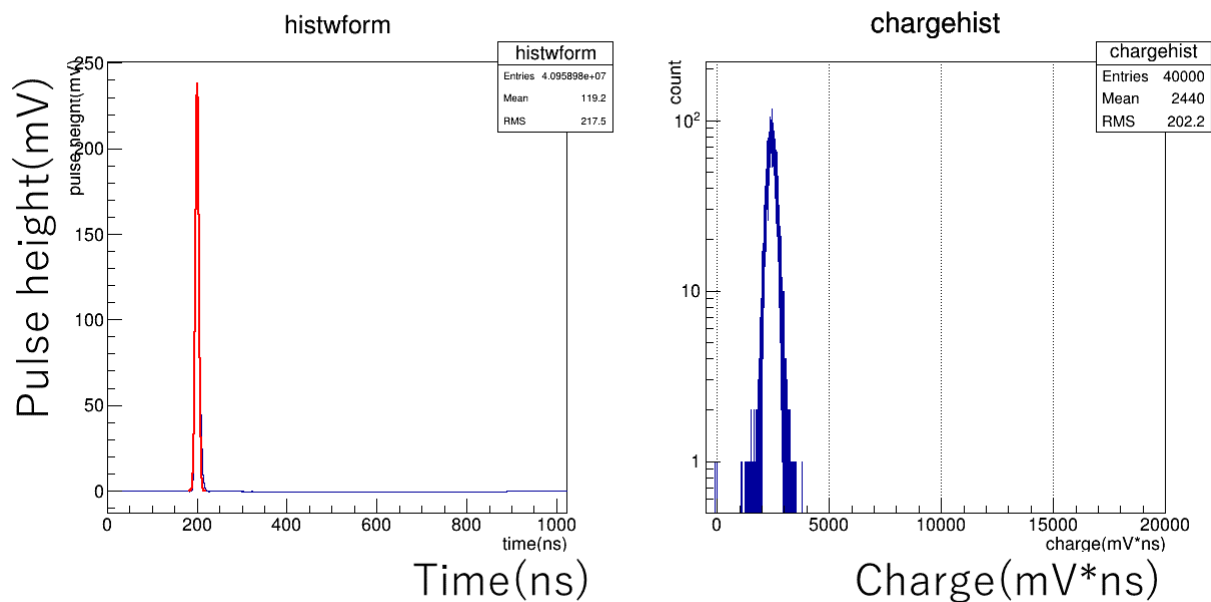 histwform
histwform
Entries 4.095898e+07
Mean 119.2
RMS 217.5
Pulse height(mV)
pulse height(mV)
250
200
150
100
50
0
0 200 400 600 800 1000
time(ns)
Time(ns)
chargehist
chargehist
Entries 40000
Mean 2440
RMS 202.2
count
10²
10
1
0 5000 10000 15000 20000
charge(mV*ns)
Charge(mV*ns)